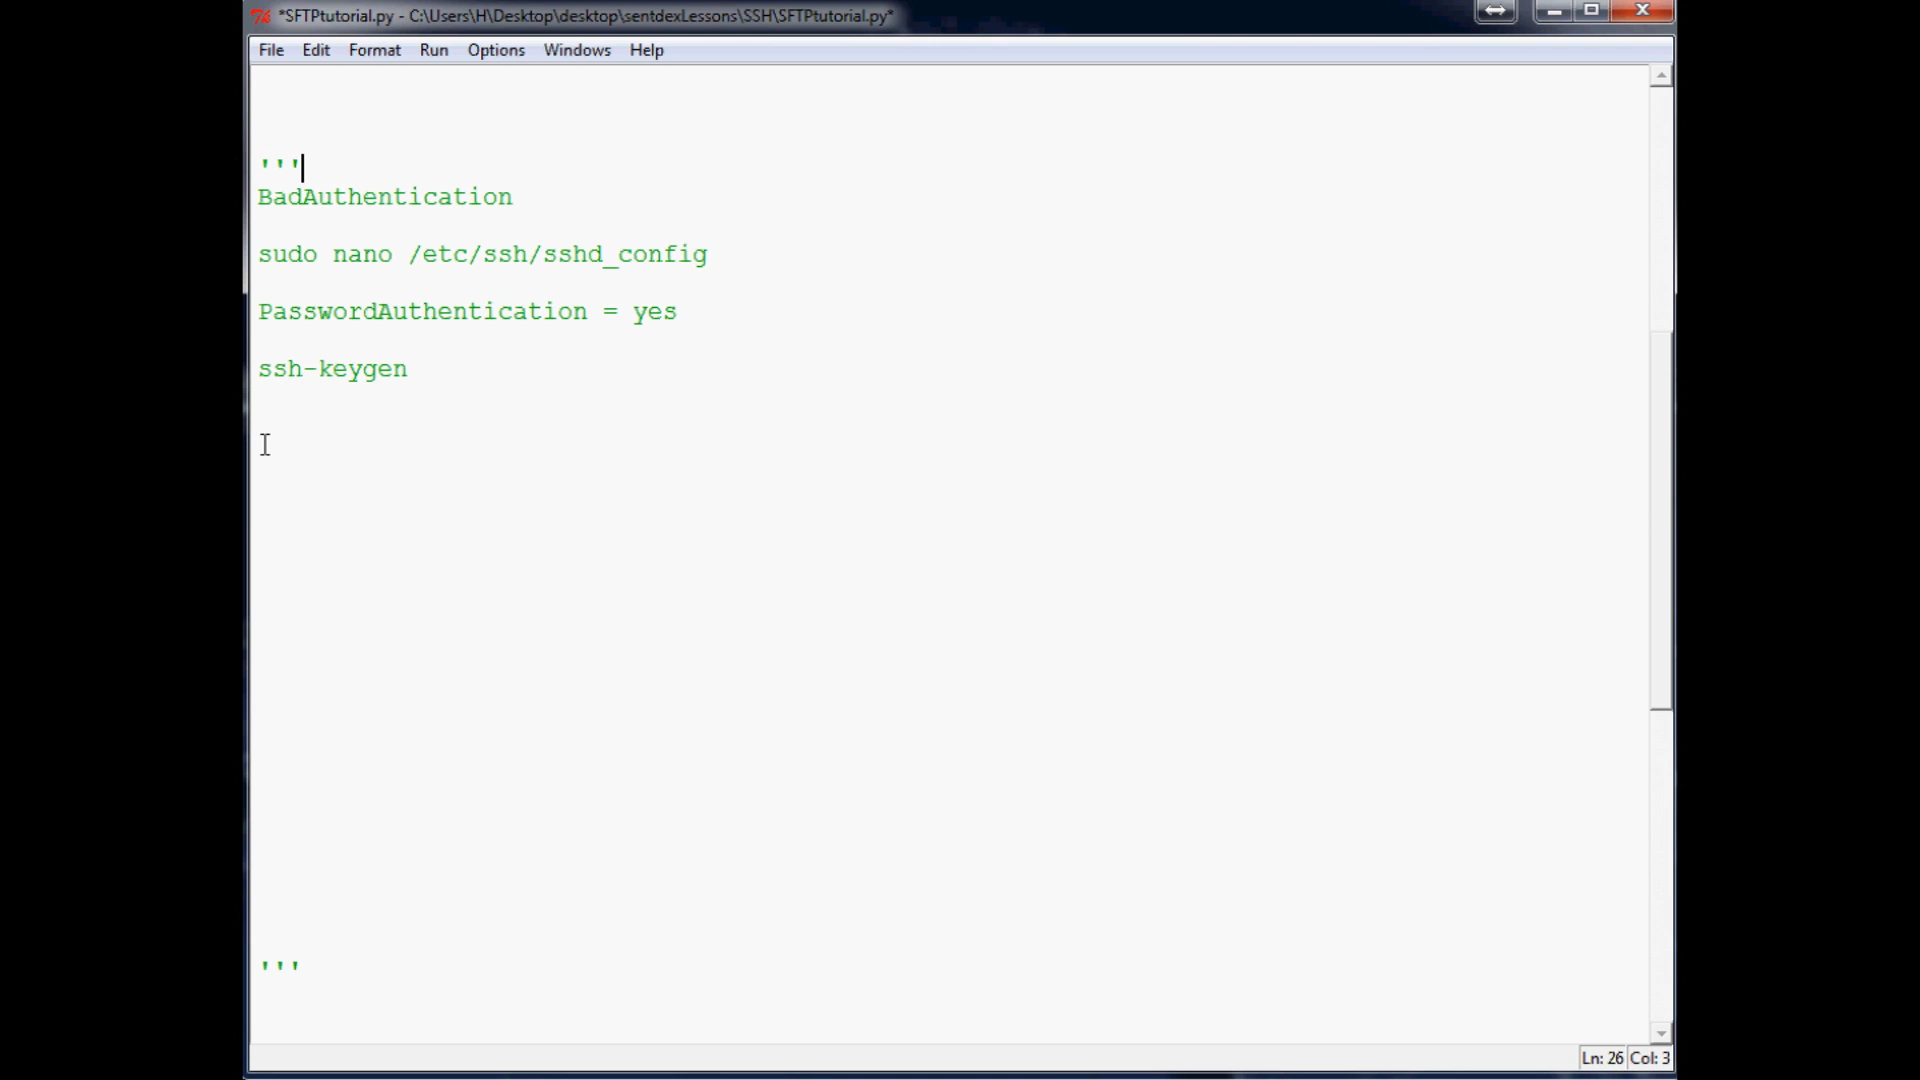 *SFTPtutorial.py - C:\Users\H\Desktop\desktop\sentdexLessons\SSH\SFTPtutorial.py*
File Edit Format Run Options Windows Help
'''
BadAuthentication
sudo nano /etc/ssh/sshd_config
PasswordAuthentication = yes
ssh-keygen
'''
Ln: 26 Col: 3